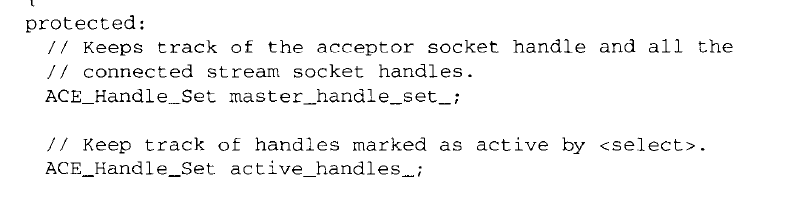 {
protected:
// Keeps track of the acceptor socket handle and all the
// connected stream socket handles.
ACE_Handle_Set master_handle_set_;
// Keep track of handles marked as active by <select>.
ACE_Handle_Set active_handles_;